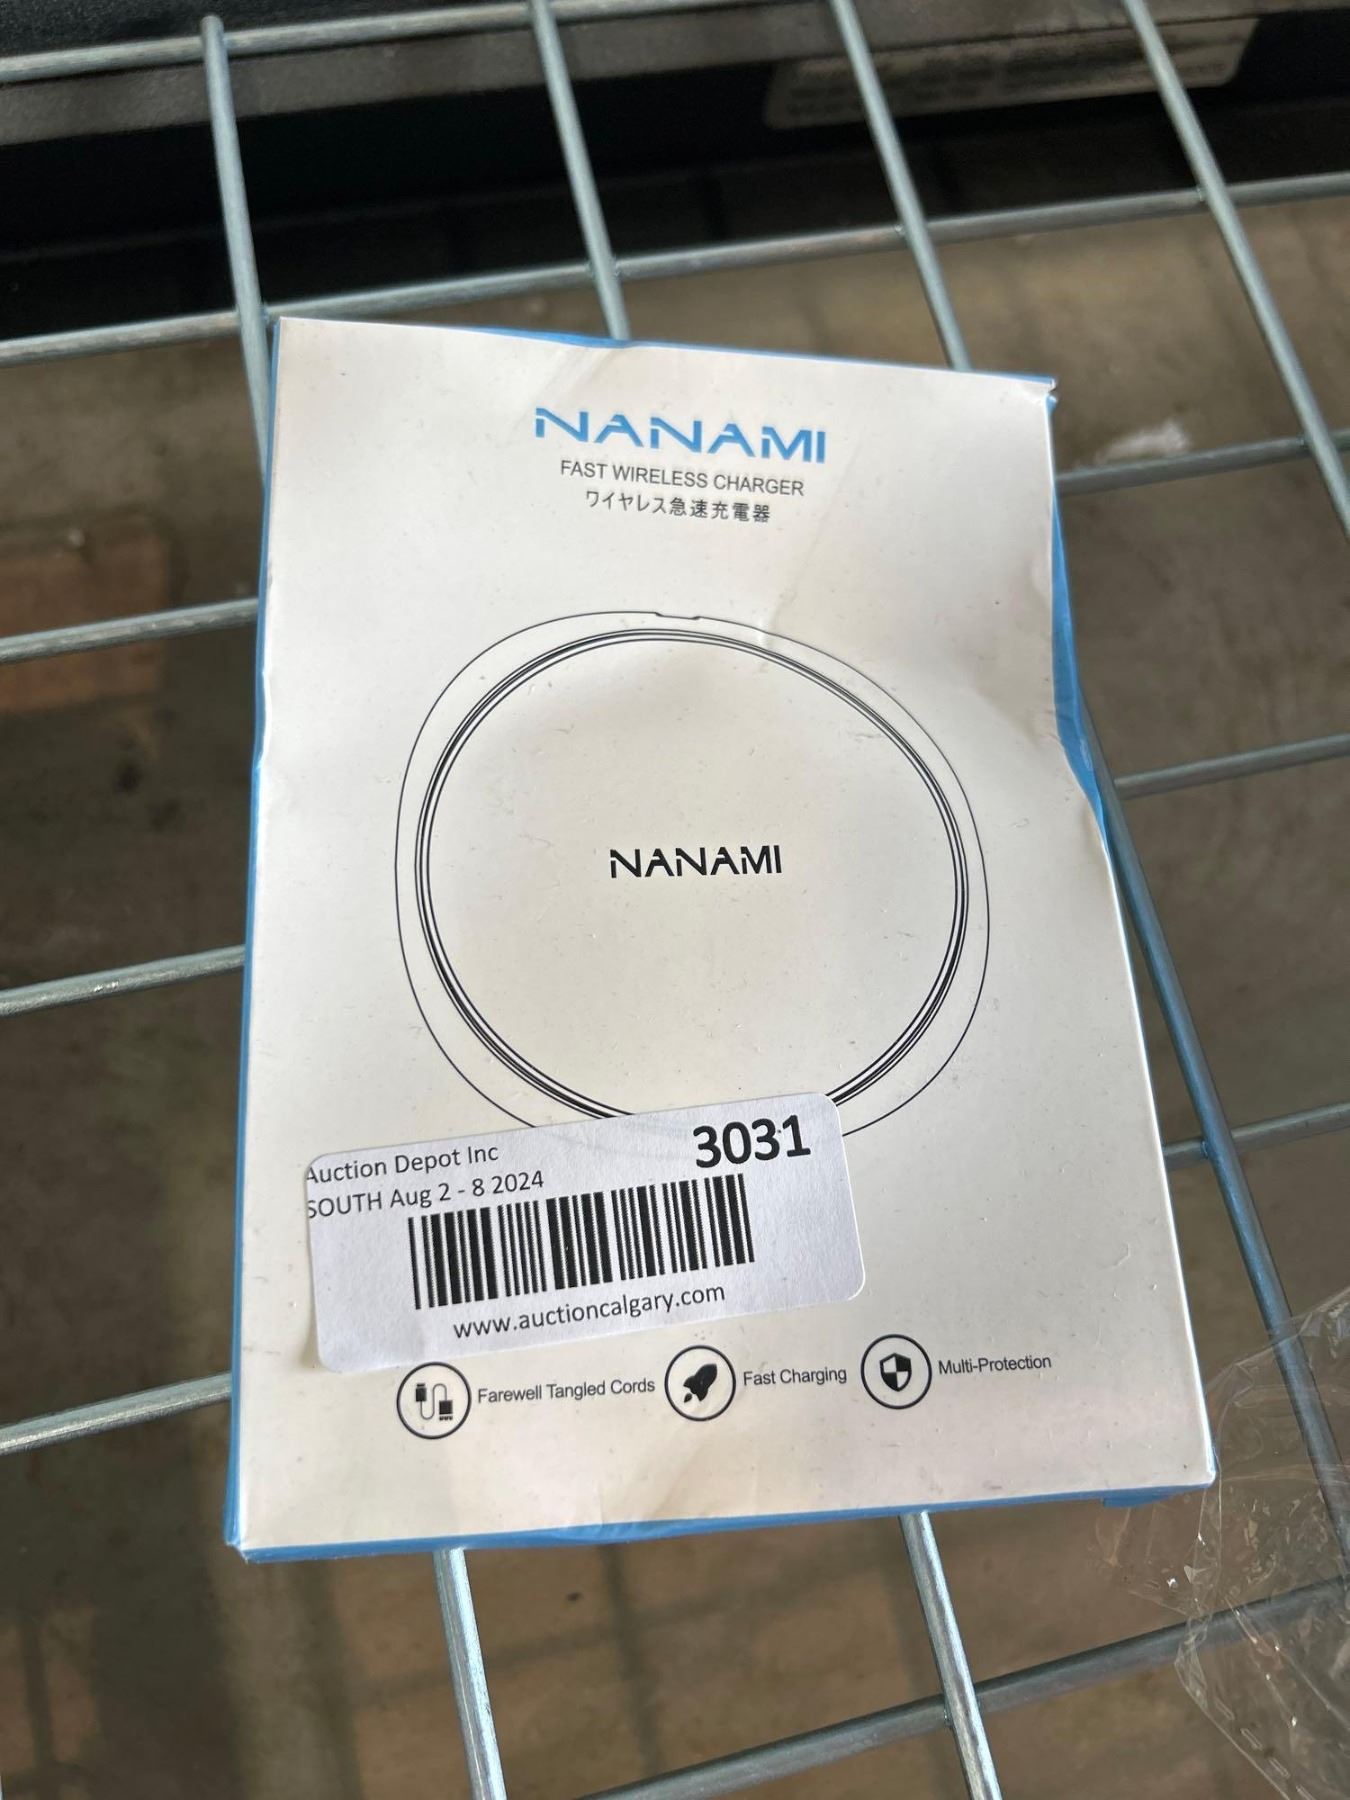 NANAMI
FAST WIRELESS CHARGER
ワイヤレス急速充電器
NANAMI
Auction Depot Inc
3031
SOUTH Aug 2 - 8 2024
www.auctioncalgary.com
Farewell Tangled Cords
Fast Charging
Multi-Protection